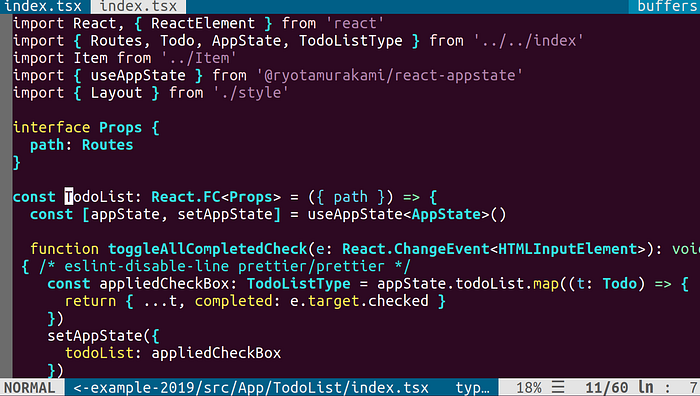 index.tsx index.tsx buffers
import React, { ReactElement } from 'react'
import { Routes, Todo, AppState, TodoListType } from '../../index'
import Item from '../Item'
import { useAppState } from '@ryotamurakami/react-appstate'
import { Layout } from './style'
interface Props {
  path: Routes
}
const TodoList: React.FC<Props> = ({ path }) => {
  const [appState, setAppState] = useAppState<AppState>()
  function toggleAllCompletedCheck(e: React.ChangeEvent<HTMLInputElement>): voi
 { /* eslint-disable-line prettier/prettier */
    const appliedCheckBox: TodoListType = appState.todoList.map((t: Todo) => {
      return { ...t, completed: e.target.checked }
    })
    setAppState({
      todoList: appliedCheckBox
    })
NORMAL <-example-2019/src/App/TodoList/index.tsx typ… 18% ☰ 11/60 ln : 7